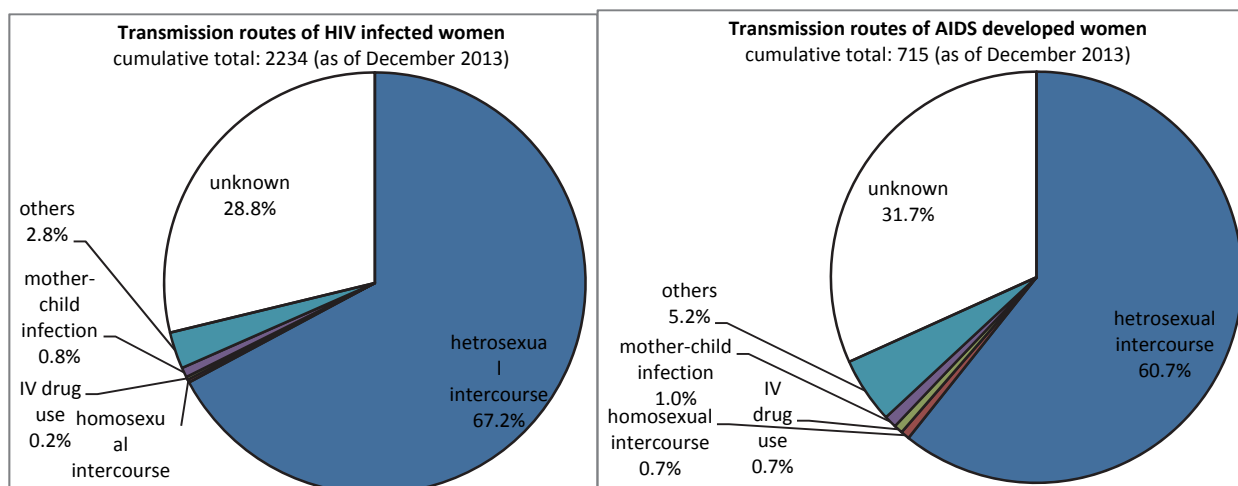 Transmission routes of HIV infected women
cumulative total: 2234 (as of December 2013)
unknown
28.8%
others
2.8%
mother-
child
infection
0.8%
IV drug
use
0.2%
homosexu
al
intercourse
hetrosexua
l
intercourse
67.2%
Transmission routes of AIDS developed women
cumulative total: 715 (as of December 2013)
unknown
31.7%
others
5.2%
mother-child
infection
1.0%
homosexual
intercourse
0.7%
IV
drug
use
0.7%
hetrosexual
intercourse
60.7%